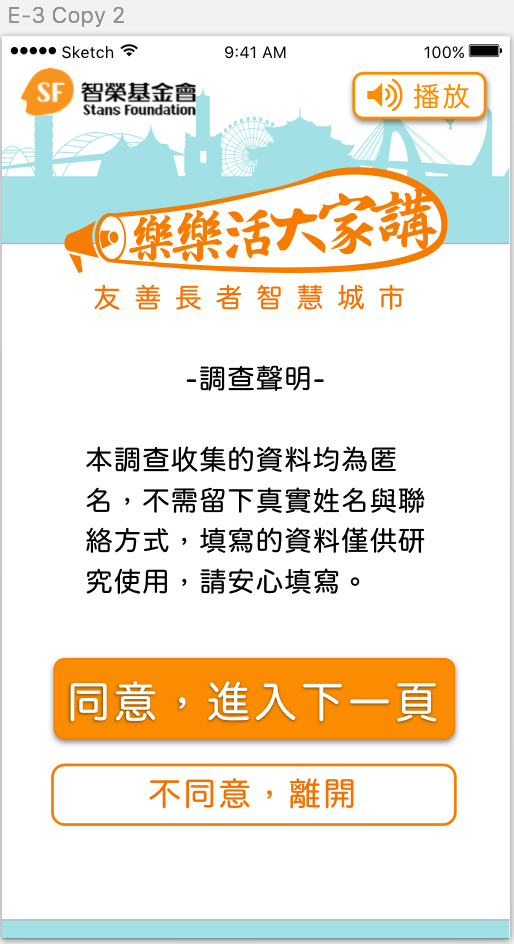 E-3 Copy 2
Sketch 9:41 AM 100%
SF 智榮基金會 播放
Stans Foundation
樂樂活大家講
友善長者智慧城市
-調查聲明-
本調查收集的資料均為匿
名，不需留下真實姓名與聯
絡方式，填寫的資料僅供研
究使用，請安心填寫。
同意，進入下一頁
不同意，離開